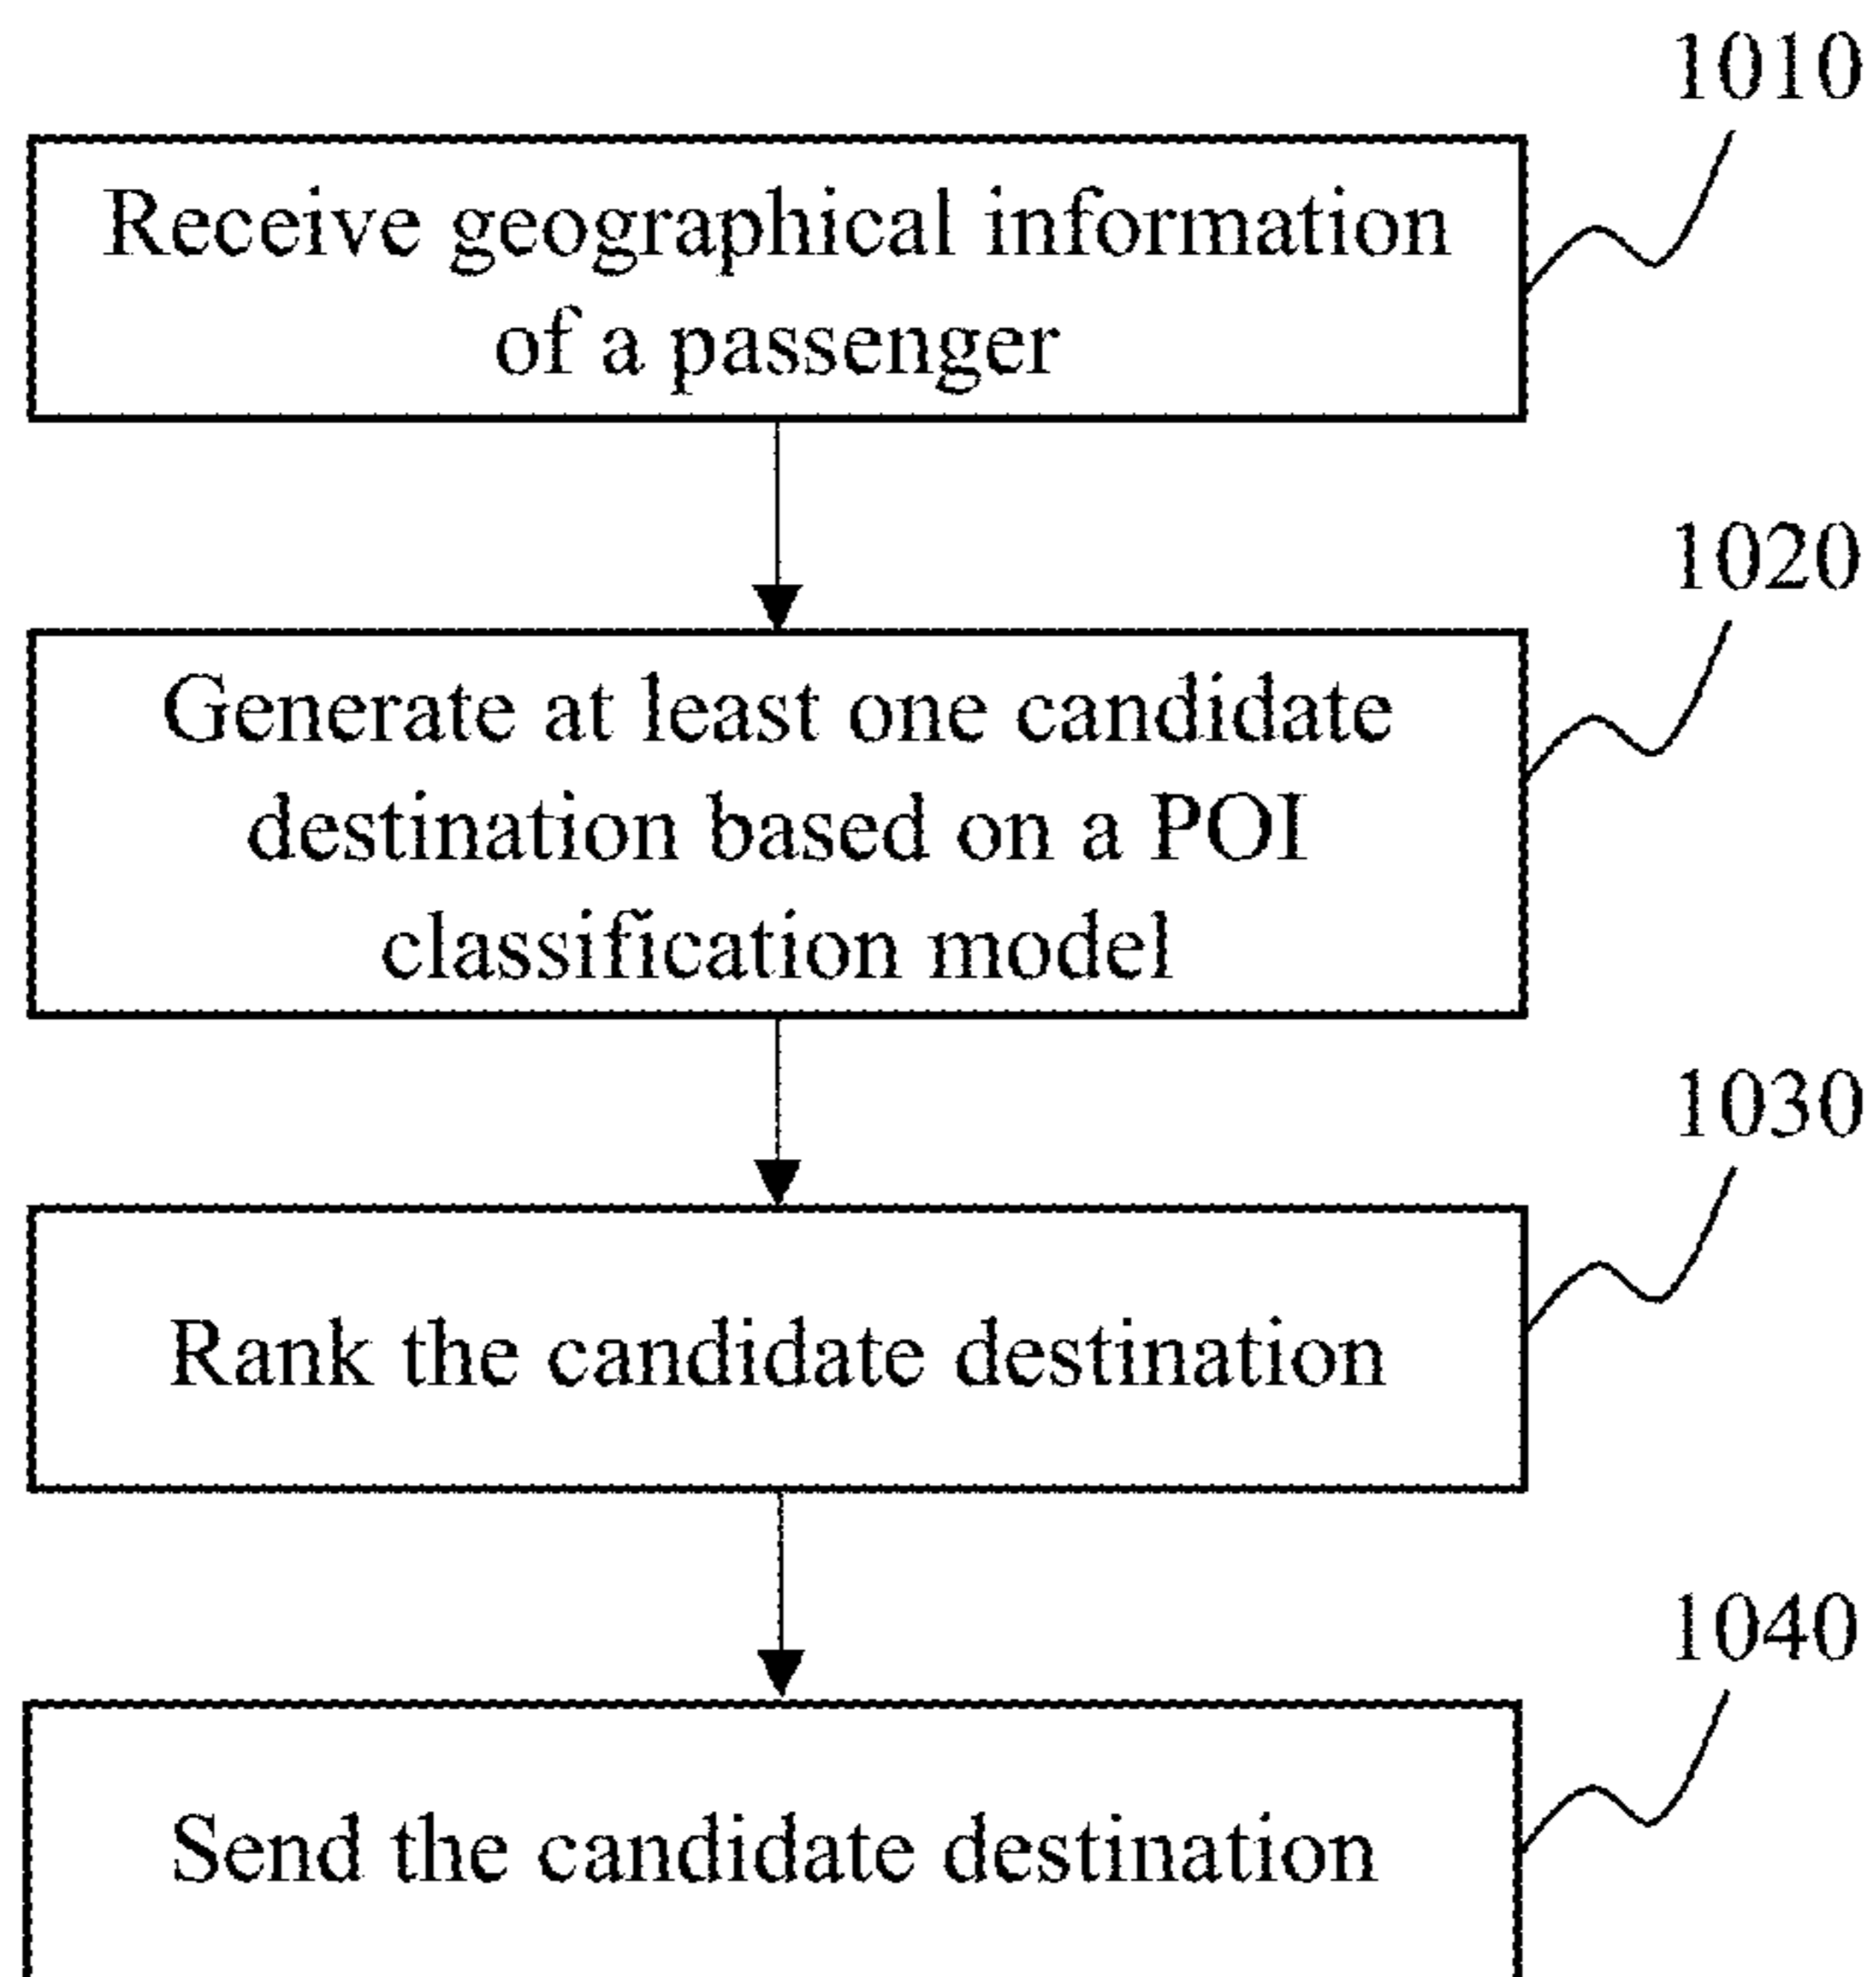 1010
Receive geographical information
of a passenger
1020
Generate at least one candidate
destination based on a POI
classification model
1030
Rank the candidate destination
1040
Send the candidate destination